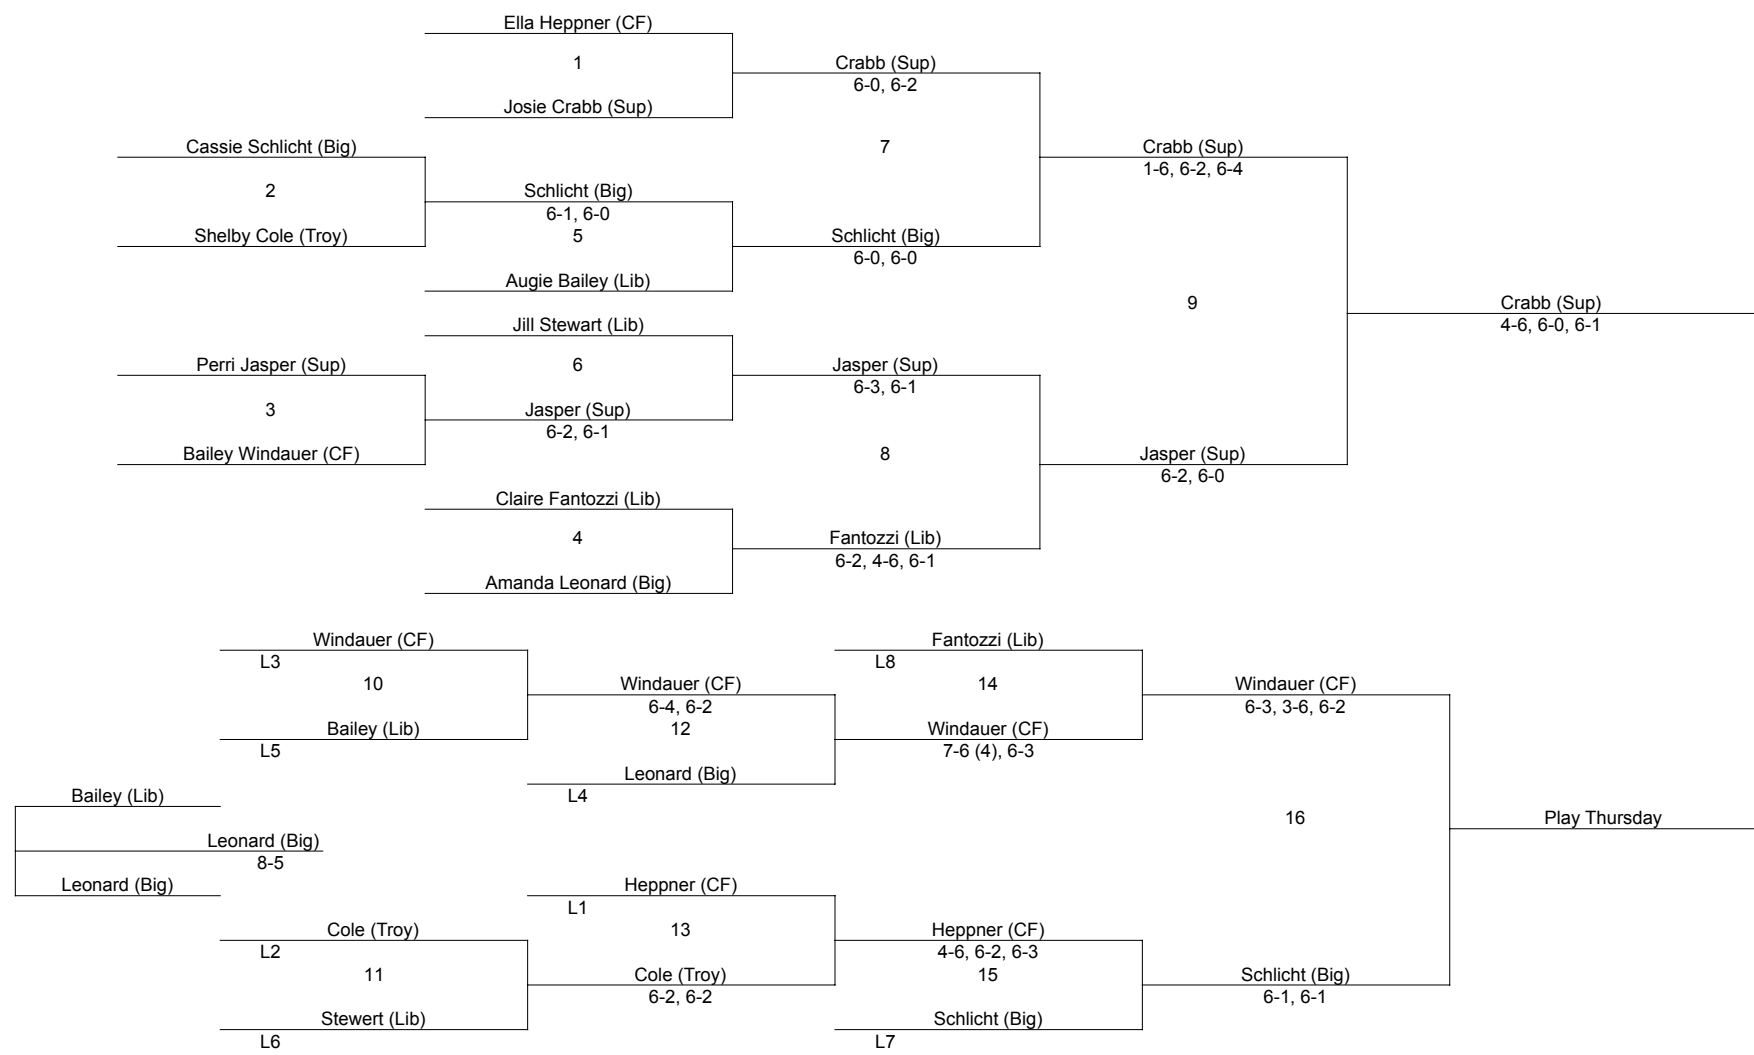 Ella Heppner (CF)
1
Crabb (Sup)
6-0, 6-2
Josie Crabb (Sup)
Cassie Schlicht (Big)
7
Crabb (Sup)
1-6, 6-2, 6-4
2
Schlicht (Big)
6-1, 6-0
Shelby Cole (Troy)
5
Schlicht (Big)
6-0, 6-0
Augie Bailey (Lib)
9
Crabb (Sup)
4-6, 6-0, 6-1
Jill Stewart (Lib)
Perri Jasper (Sup)
6
Jasper (Sup)
6-3, 6-1
3
Jasper (Sup)
6-2, 6-1
Bailey Windauer (CF)
8
Jasper (Sup)
6-2, 6-0
Claire Fantozzi (Lib)
4
Fantozzi (Lib)
6-2, 4-6, 6-1
Amanda Leonard (Big)
Windauer (CF)
L3
Fantozzi (Lib)
L8
10
Windauer (CF)
6-4, 6-2
14
Windauer (CF)
6-3, 3-6, 6-2
Bailey (Lib)
L5
12
Windauer (CF)
7-6 (4), 6-3
Leonard (Big)
L4
Bailey (Lib)
16
Play Thursday
Leonard (Big)
8-5
Leonard (Big)
Heppner (CF)
L1
Cole (Troy)
L2
13
Heppner (CF)
4-6, 6-2, 6-3
11
Cole (Troy)
6-2, 6-2
15
Schlicht (Big)
6-1, 6-1
Stewert (Lib)
L6
Schlicht (Big)
L7